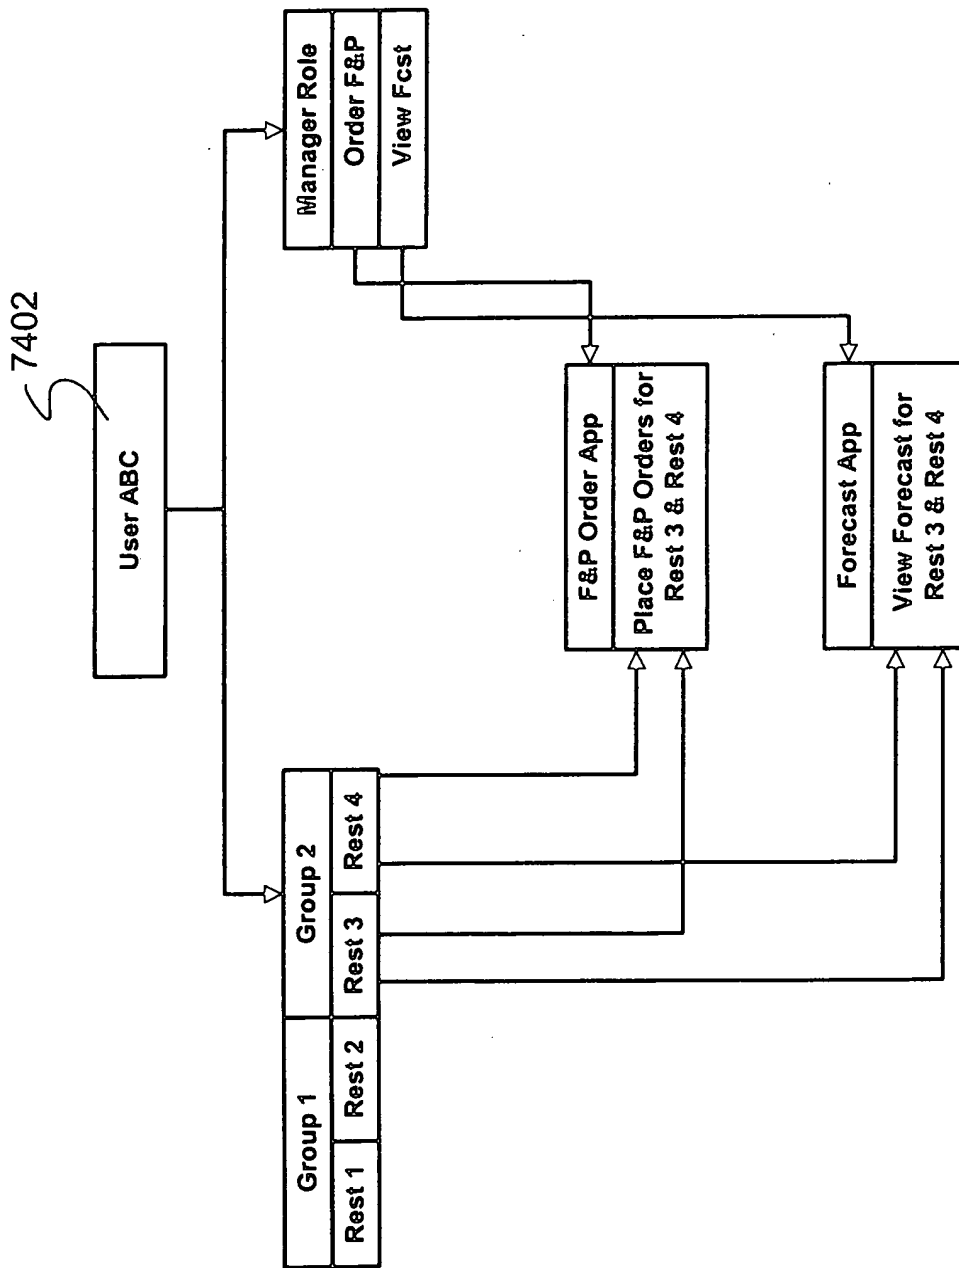 7402
User ABC
Group 1
Group 2
Rest 1
Rest 2
Rest 3
Rest 4
Manager Role
Order F&P
View Fcst
F&P Order App
Place F&P Orders for
Rest 3 & Rest 4
Forecast App
View Forecast for
Rest 3 & Rest 4